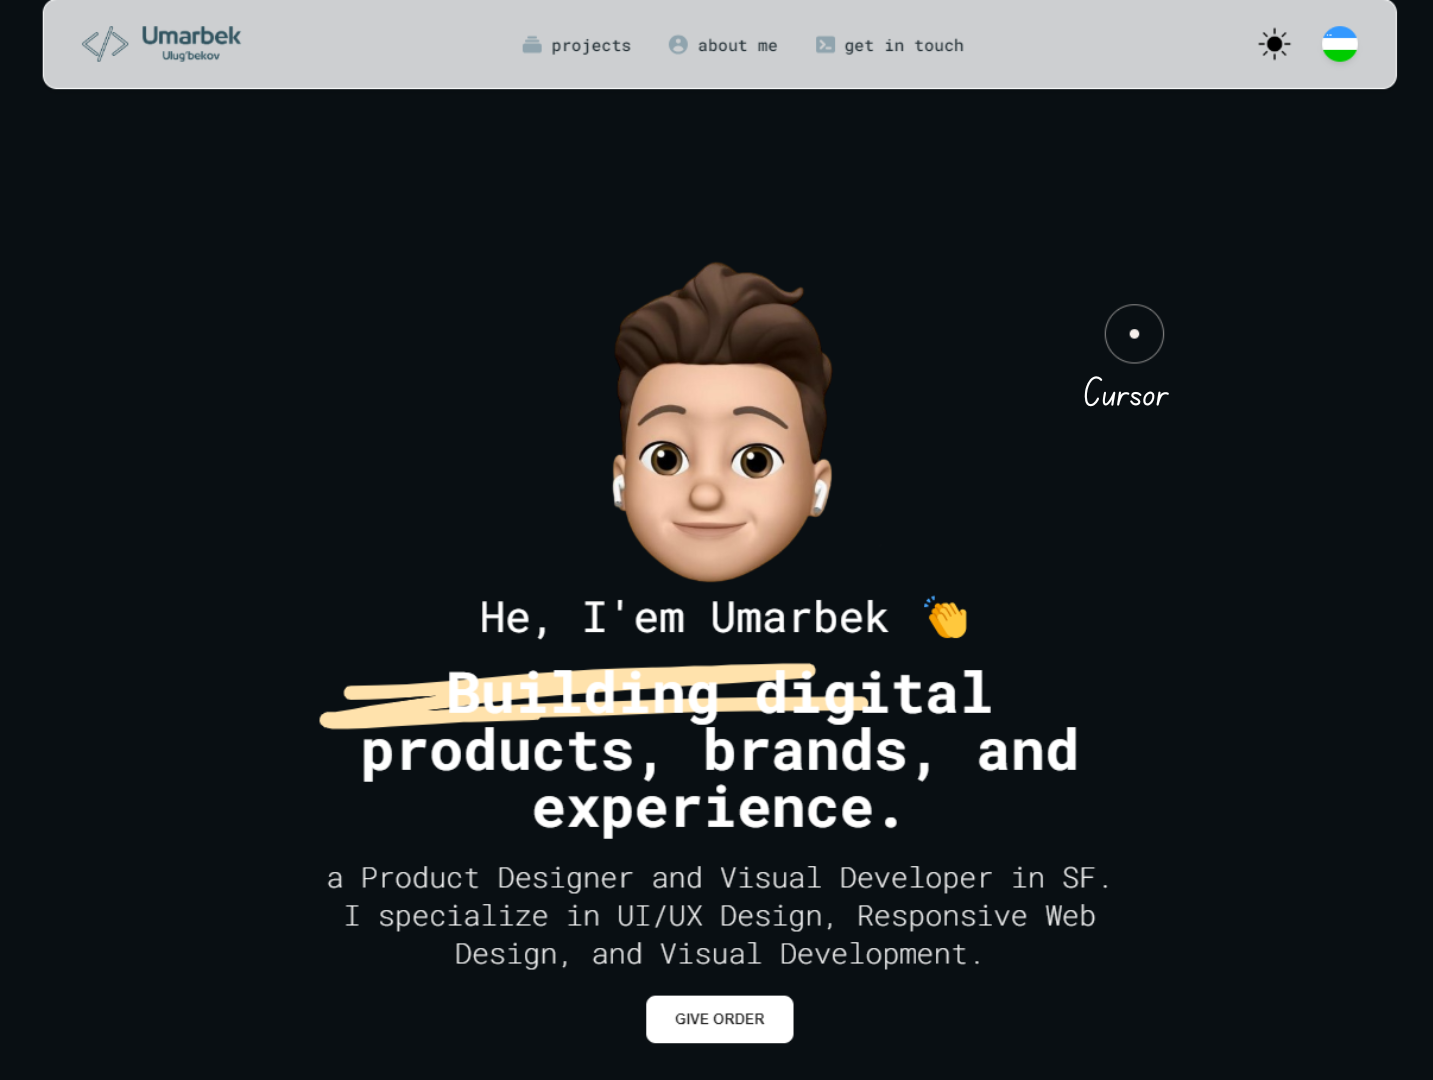 Umarbek
Ulug'bekov
projects
about me
get in touch
Cursor
He, I'em Umarbek 👏
Building digital
products, brands, and
experience.
a Product Designer and Visual Developer in SF.
I specialize in UI/UX Design, Responsive Web
Design, and Visual Development.
GIVE ORDER